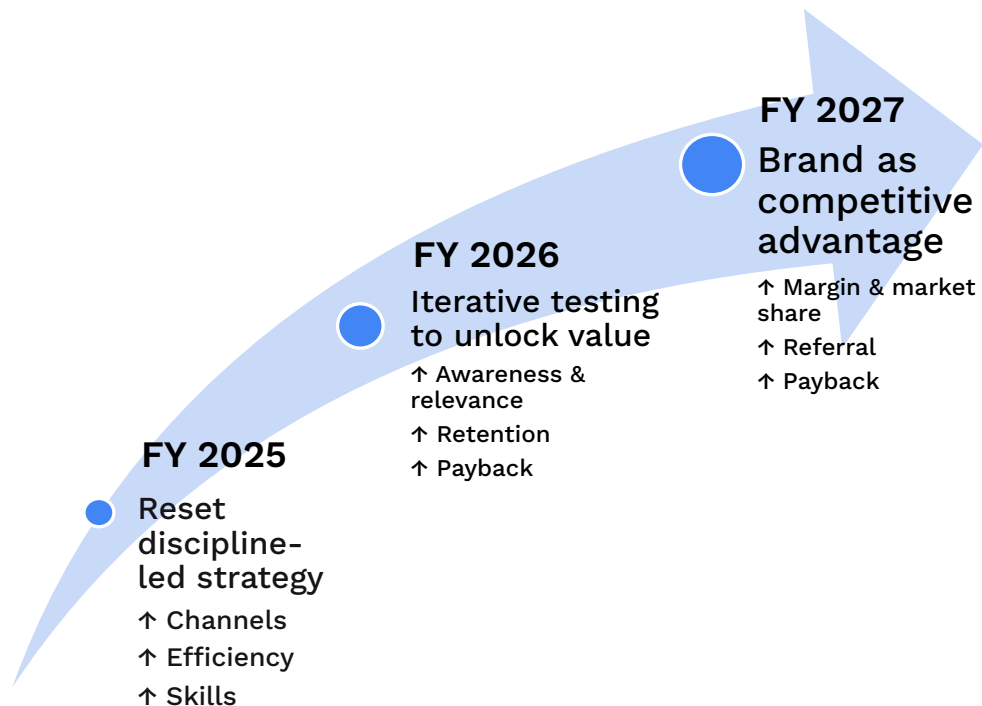 FY 2025
Reset
discipline-
led strategy
↑ Channels
↑ Efficiency
↑ Skills
FY 2026
Iterative testing
to unlock value
↑ Awareness &
relevance
↑ Retention
↑ Payback
FY 2027
Brand as
competitive
advantage
↑ Margin & market
share
↑ Referral
↑ Payback